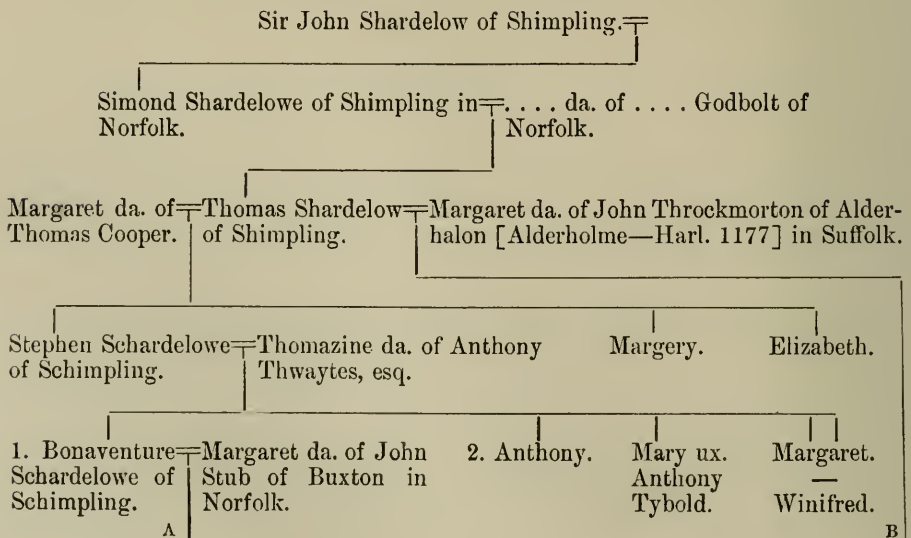 Sir John Shardelow of Shimpling.
Simond Shardelowe of Shimpling in
Norfolk.
. . . . da. of . . . . Godbolt of
Norfolk.
Margaret da. of
Thomas Cooper.
Thomas Shardelow
of Shimpling.
Margaret da. of John Throckmorton of Alder-
halon [Alderholme—Harl. 1177] in Suffolk.
Stephen Schardelowe
of Schimpling.
Thomazine da. of Anthony
Thwaytes, esq.
Margery.
Elizabeth.
1. Bonaventure
Schardelowe of
Schimpling.
Margaret da. of John
Stub of Buxton in
Norfolk.
2. Anthony.
Mary ux.
Anthony
Tybold.
Margaret.
—
Winifred.
A
B